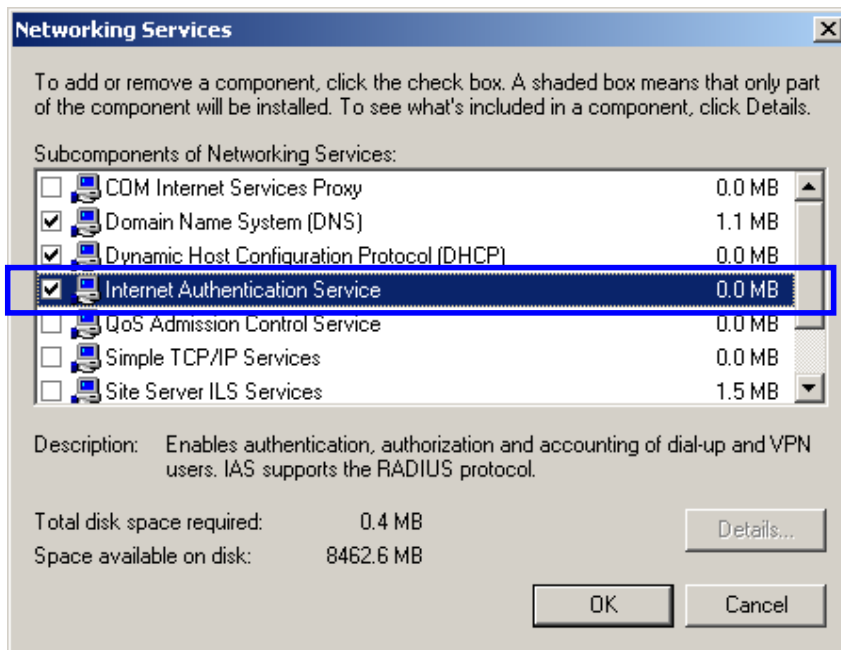 Networking Services
To add or remove a component, click the check box. A shaded box means that only part
of the component will be installed. To see what's included in a component, click Details.
Subcomponents of Networking Services:
COM Internet Services Proxy 0.0 MB
Domain Name System (DNS) 1.1 MB
Dynamic Host Configuration Protocol (DHCP) 0.0 MB
Internet Authentication Service 0.0 MB
QoS Admission Control Service 0.0 MB
Simple TCP/IP Services 0.0 MB
Site Server ILS Services 1.5 MB
Description: Enables authentication, authorization and accounting of dial-up and VPN
users. IAS supports the RADIUS protocol.
Total disk space required: 0.4 MB
Details...
Space available on disk: 8462.6 MB
OK Cancel